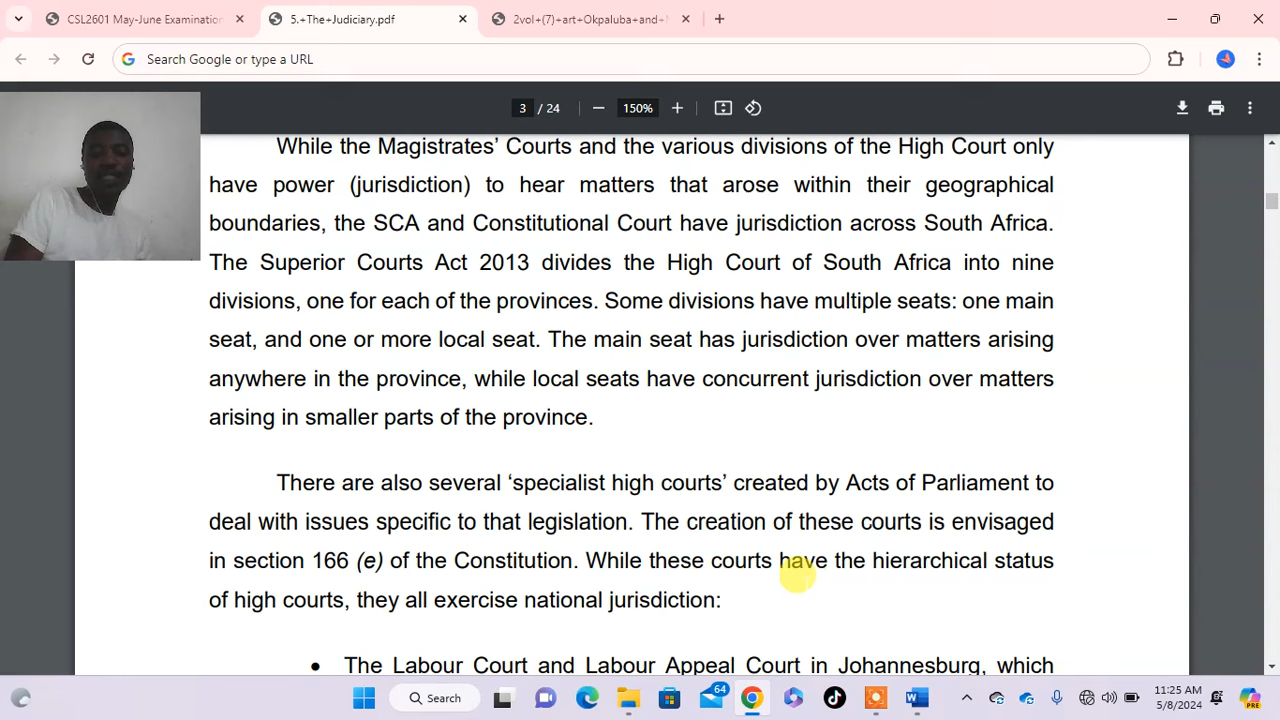 CSL2601 May-June Examination
5.+The+Judiciary.pdf
2vol+(7)+art+Okpaluba+and+
Search Google or type a URL
3 / 24
150%
While the Magistrates’ Courts and the various divisions of the High Court only
have power (jurisdiction) to hear matters that arose within their geographical
boundaries, the SCA and Constitutional Court have jurisdiction across South Africa.
The Superior Courts Act 2013 divides the High Court of South Africa into nine
divisions, one for each of the provinces. Some divisions have multiple seats: one main
seat, and one or more local seat. The main seat has jurisdiction over matters arising
anywhere in the province, while local seats have concurrent jurisdiction over matters
arising in smaller parts of the province.
There are also several ‘specialist high courts’ created by Acts of Parliament to
deal with issues specific to that legislation. The creation of these courts is envisaged
in section 166 (e) of the Constitution. While these courts have the hierarchical status
of high courts, they all exercise national jurisdiction:
• The Labour Court and Labour Appeal Court in Johannesburg, which
Search
64
PRE
11:25 AM
5/8/2024